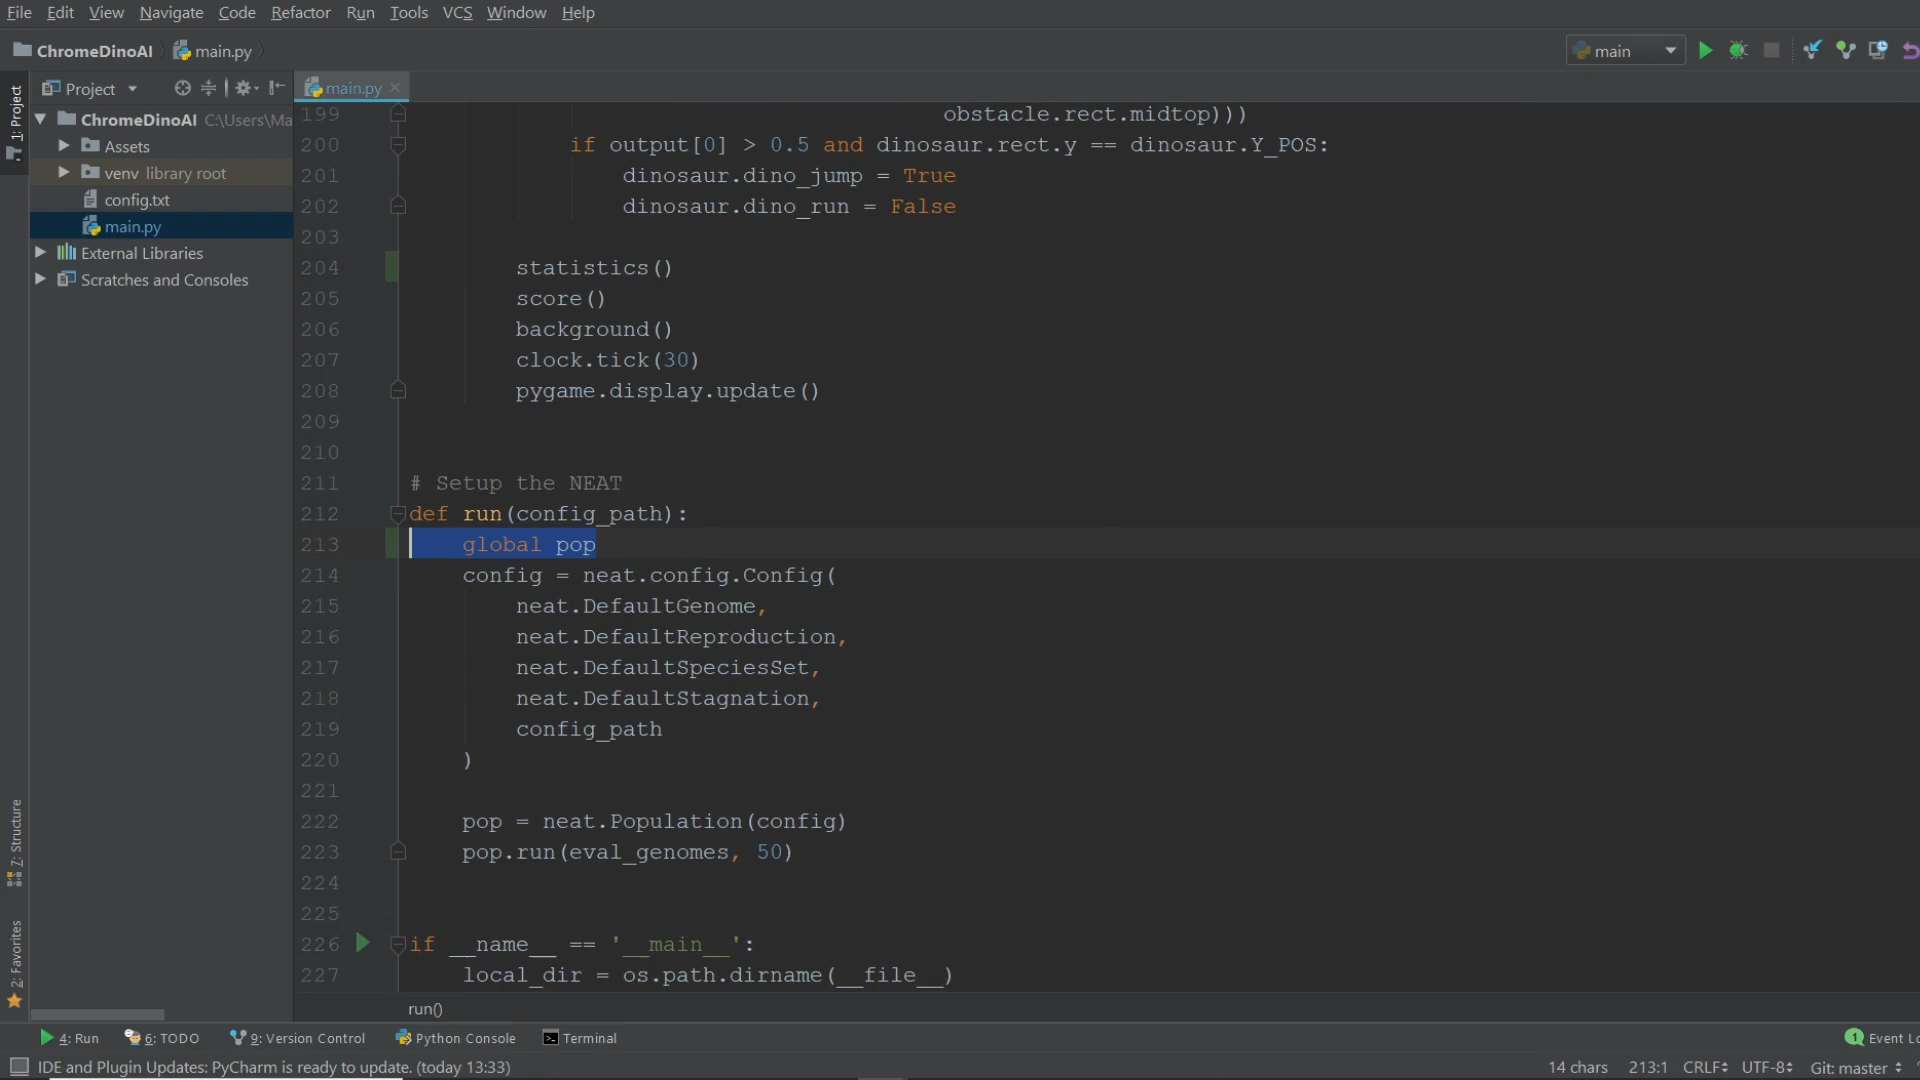 File Edit View Navigate Code Refactor Run Tools VCS Window Help
ChromeDinoAI main.py main
1: Project
Project main.py
ChromeDinoAI C:\Users\Ma
Assets
venv library root
config.txt
main.py
External Libraries
Scratches and Consoles
7: Structure
2: Favorites
199 obstacle.rect.midtop)))
200 if output[0] > 0.5 and dinosaur.rect.y == dinosaur.Y_POS:
201 dinosaur.dino_jump = True
202 dinosaur.dino_run = False
203
204 statistics()
205 score()
206 background()
207 clock.tick(30)
208 pygame.display.update()
209
210
211 # Setup the NEAT
212 def run(config_path):
213 global pop
214 config = neat.config.Config(
215 neat.DefaultGenome,
216 neat.DefaultReproduction,
217 neat.DefaultSpeciesSet,
218 neat.DefaultStagnation,
219 config_path
220 )
221
222 pop = neat.Population(config)
223 pop.run(eval_genomes, 50)
224
225
226 if __name__ == '__main__':
227 local_dir = os.path.dirname(__file__)
run()
4: Run 6: TODO 9: Version Control Python Console Terminal 1 Event Lo
IDE and Plugin Updates: PyCharm is ready to update. (today 13:33) 14 chars 213:1 CRLF UTF-8 Git: master